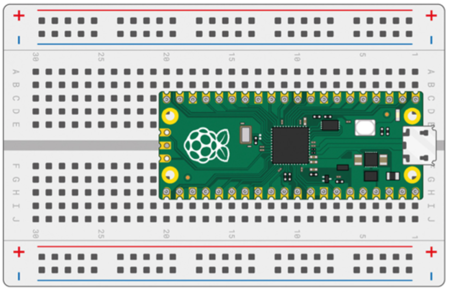 + +
- -
30 25 20 15 10 5 1
A A
B B
C C
D D
E E
F
G G
H H
I I
J J
30 25 20 15 10 5 1
+ +
- -